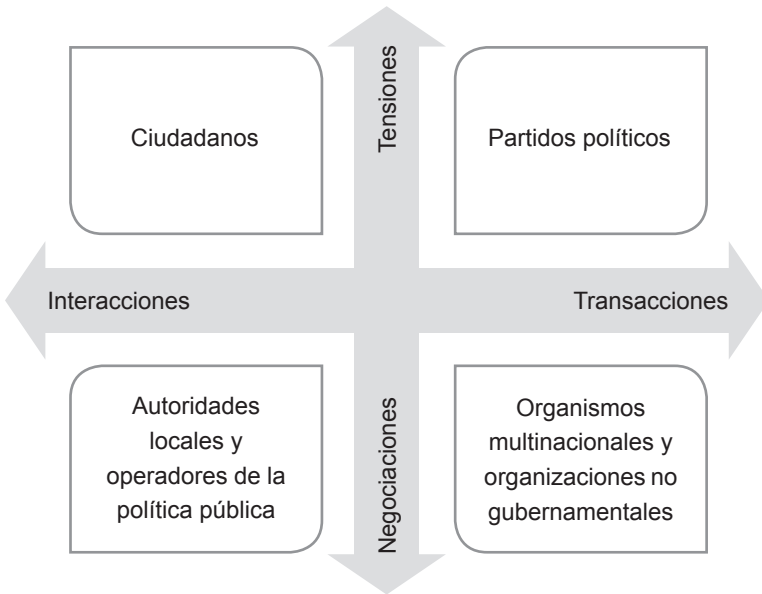 Tensiones
Ciudadanos
Partidos políticos
Interacciones
Transacciones
Autoridades
locales y
operadores de la
política pública
Negociaciones
Organismos
multinacionales y
organizaciones no
gubernamentales